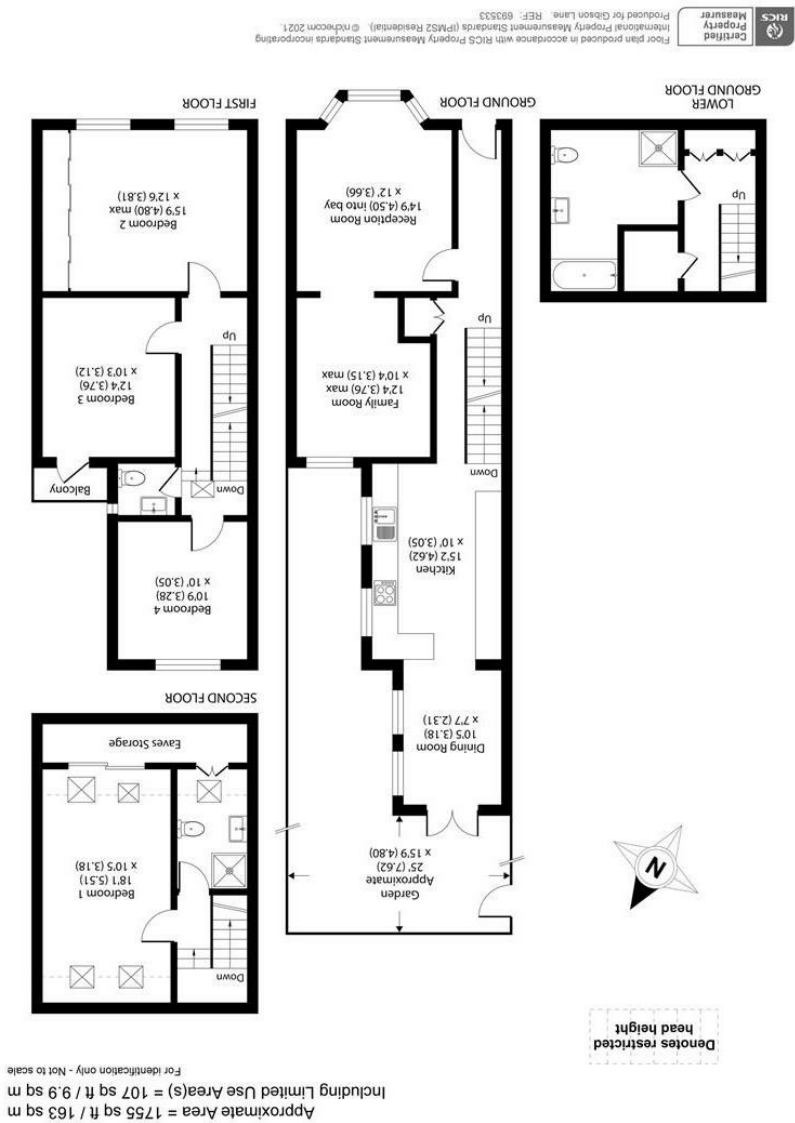 Approximate Area = 1755 sq ft / 163 sq m
Including Limited Use Area(s) = 107 sq ft / 9.9 sq m
For identification only - Not to scale
Denotes restricted
head height
N
Garden
Approximate
25' (7.62)
x 15'9 (4.80)
Dining Room
10'5 (3.18)
x 7'7 (2.31)
Kitchen
15'2 (4.62)
x 10' (3.05)
Down
Up
Family Room
12'4 (3.76) max
x 10'4 (3.15) max
Reception Room
14'9 (4.50) into bay
x 12' (3.66)
GROUND FLOOR
Down
Bedroom 1
18'1 (5.51)
x 10'5 (3.18)
Eaves Storage
SECOND FLOOR
Bedroom 4
10'9 (3.28)
x 10' (3.05)
Down
Balcony
Up
Bedroom 3
12'4 (3.76)
x 10'3 (3.12)
Bedroom 2
15'9 (4.80) max
x 12'6 (3.81)
FIRST FLOOR
Up
LOWER
GROUND FLOOR
RICS
Certified
Property
Measurer
Floor plan produced in accordance with RICS Property Measurement Standards incorporating
International Property Measurement Standards (IPMS2 Residential). © nichecom 2021.
Produced for Gibson Lane. REF: 693533